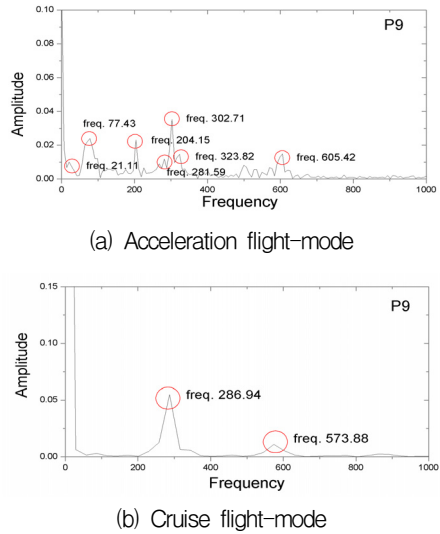 0.10
P9
0.08
0.06
Amplitude
0.04
freq. 302.71
freq. 77.43
freq. 204.15
0.02
freq. 323.82
freq. 605.42
freq. 21.11
freq. 281.59
0.00
0 200 400 600 800 1000
Frequency
(a) Acceleration flight-mode
0.15
P9
0.10
Amplitude
0.05
freq. 286.94
freq. 573.88
0.00
0 200 400 600 800 1000
Frequency
(b) Cruise flight-mode